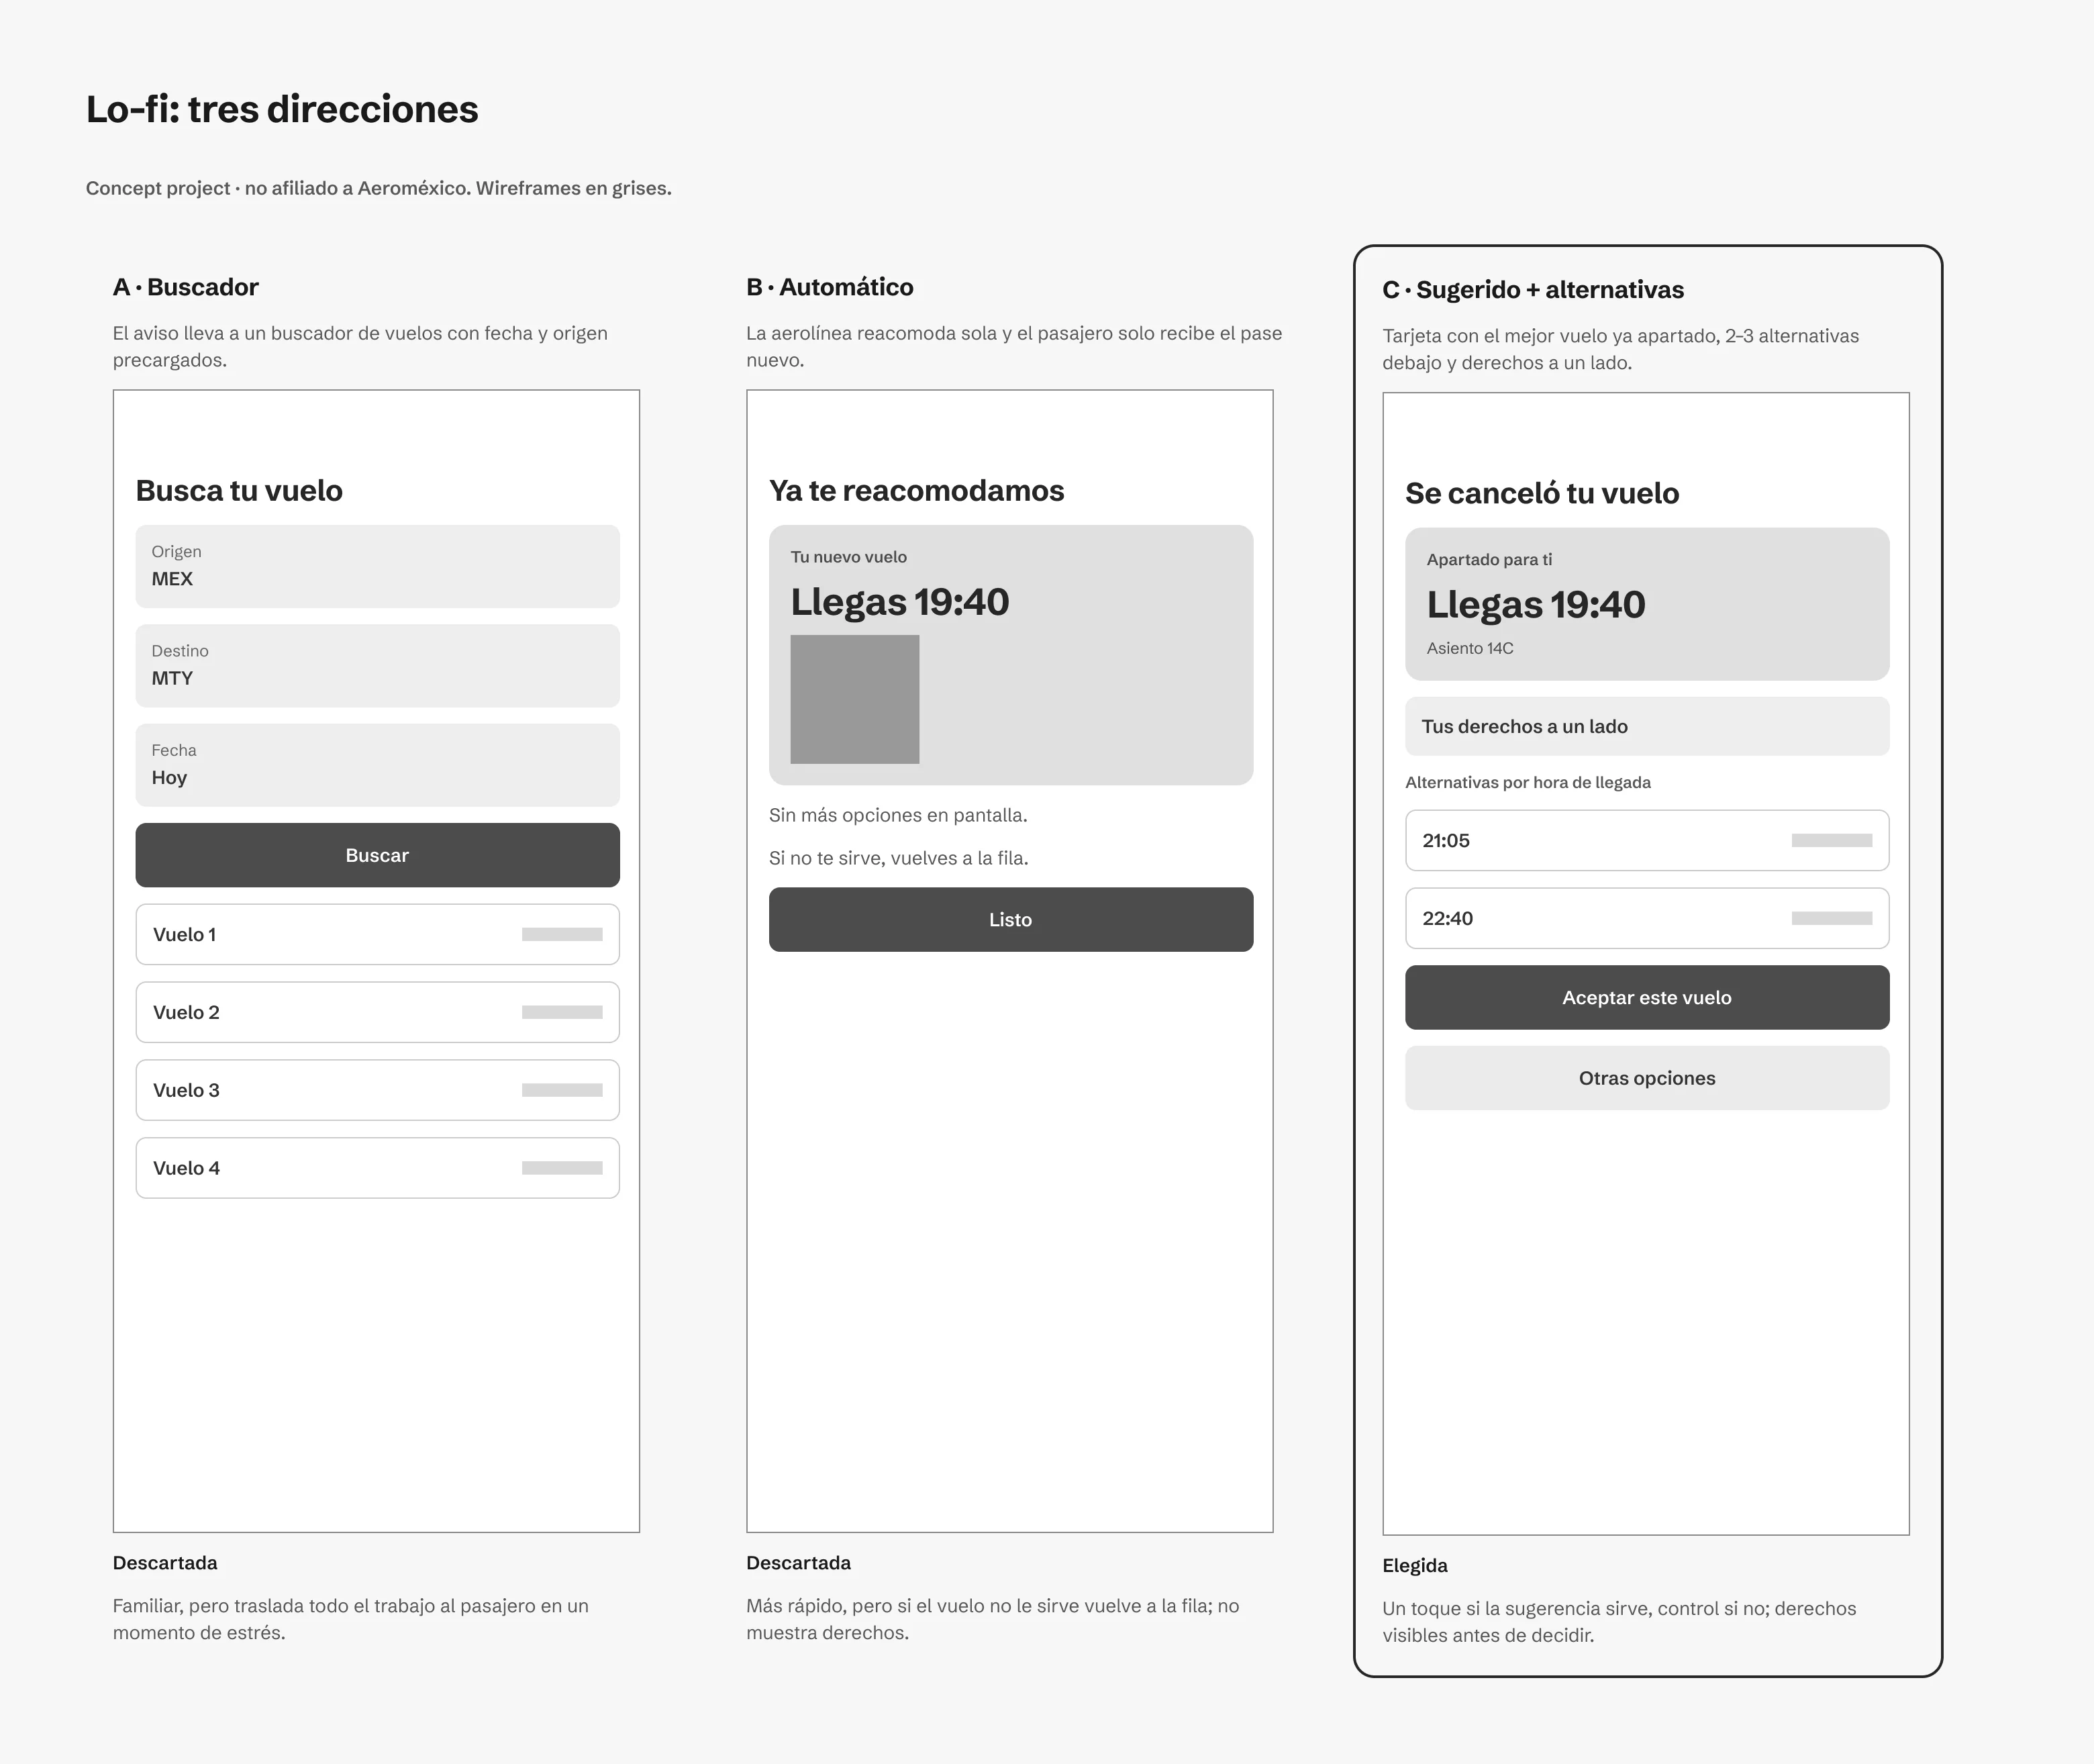 Lo-fi: tres direcciones
Concept project · no afiliado a Aeroméxico. Wireframes en grises.
A · Buscador
El aviso lleva a un buscador de vuelos con fecha y origen
precargados.
Busca tu vuelo
Origen
MEX
Destino
MTY
Fecha
Hoy
Buscar
Vuelo 1
Vuelo 2
Vuelo 3
Vuelo 4
Descartada
Familiar, pero traslada todo el trabajo al pasajero en un
momento de estrés.
B · Automático
La aerolínea reacomoda sola y el pasajero solo recibe el pase
nuevo.
Ya te reacomodamos
Tu nuevo vuelo
Llegas 19:40
Sin más opciones en pantalla.
Si no te sirve, vuelves a la fila.
Listo
Descartada
Más rápido, pero si el vuelo no le sirve vuelve a la fila; no
muestra derechos.
C · Sugerido + alternativas
Tarjeta con el mejor vuelo ya apartado, 2–3 alternativas
debajo y derechos a un lado.
Se canceló tu vuelo
Apartado para ti
Llegas 19:40
Asiento 14C
Tus derechos a un lado
Alternativas por hora de llegada
21:05
22:40
Aceptar este vuelo
Otras opciones
Elegida
Un toque si la sugerencia sirve, control si no; derechos
visibles antes de decidir.